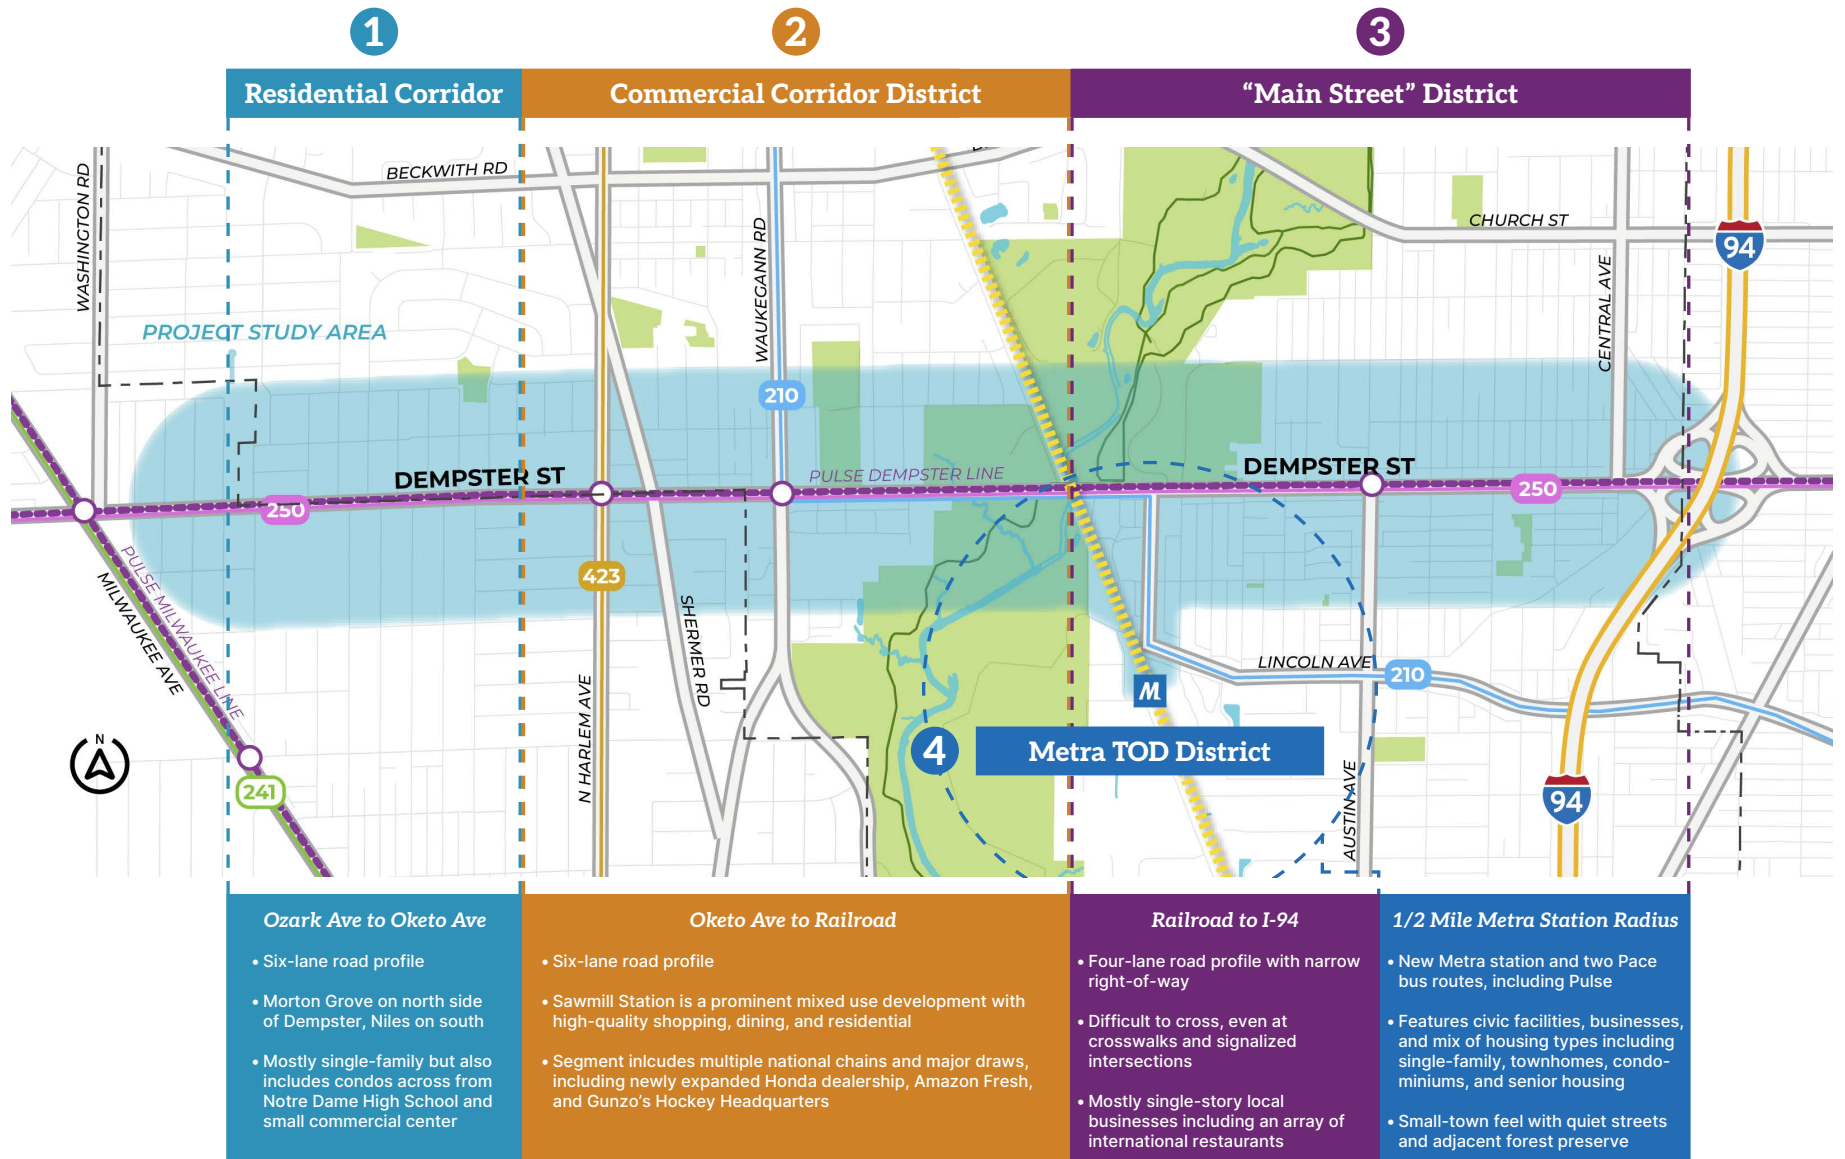 1
2
3
Residential Corridor
Commercial Corridor District
“Main Street” District
WASHINGTON RD
BECKWITH RD
WAUKEGANN RD
CHURCH ST
CENTRAL AVE
94
PROJECT STUDY AREA
210
DEMPSTER ST
PULSE DEMPSTER LINE
DEMPSTER ST
250
250
423
PULSE MILWAUKEE LINE
MILWAUKEE AVE
SHERMER RD
N HARLEM AVE
LINCOLN AVE
210
M
N
4
Metra TOD District
241
AUSTIN AVE
94
Ozark Ave to Oketo Ave
• Six-lane road profile
• Morton Grove on north side
of Dempster, Niles on south
• Mostly single-family but also
includes condos across from
Notre Dame High School and
small commercial center
Oketo Ave to Railroad
• Six-lane road profile
• Sawmill Station is a prominent mixed use development with
high-quality shopping, dining, and residential
• Segment inlcudes multiple national chains and major draws,
including newly expanded Honda dealership, Amazon Fresh,
and Gunzo’s Hockey Headquarters
Railroad to I-94
• Four-lane road profile with narrow
right-of-way
• Difficult to cross, even at
crosswalks and signalized
intersections
• Mostly single-story local
businesses including an array of
international restaurants
1/2 Mile Metra Station Radius
• New Metra station and two Pace
bus routes, including Pulse
• Features civic facilities, businesses,
and mix of housing types including
single-family, townhomes, condo-
miniums, and senior housing
• Small-town feel with quiet streets
and adjacent forest preserve